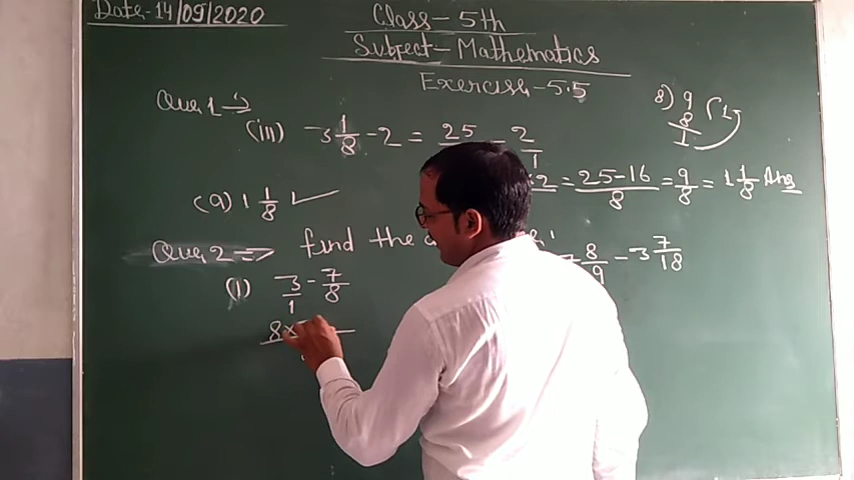 Date-14/09/2020
Class-5th
Subject-Mathematics
Exercise-5.5
Que 1 →
(iii) 3 1/8 - 2 = 25 - 2/1
8) 9 (1
8
1
2 = 25-16/8 = 9/8 = 1 1/8 Ans
(a) 1 1/8 ✓
Que 2 => find the
(i) 3/1 - 7/8
8/9 - 3 7/18
8×